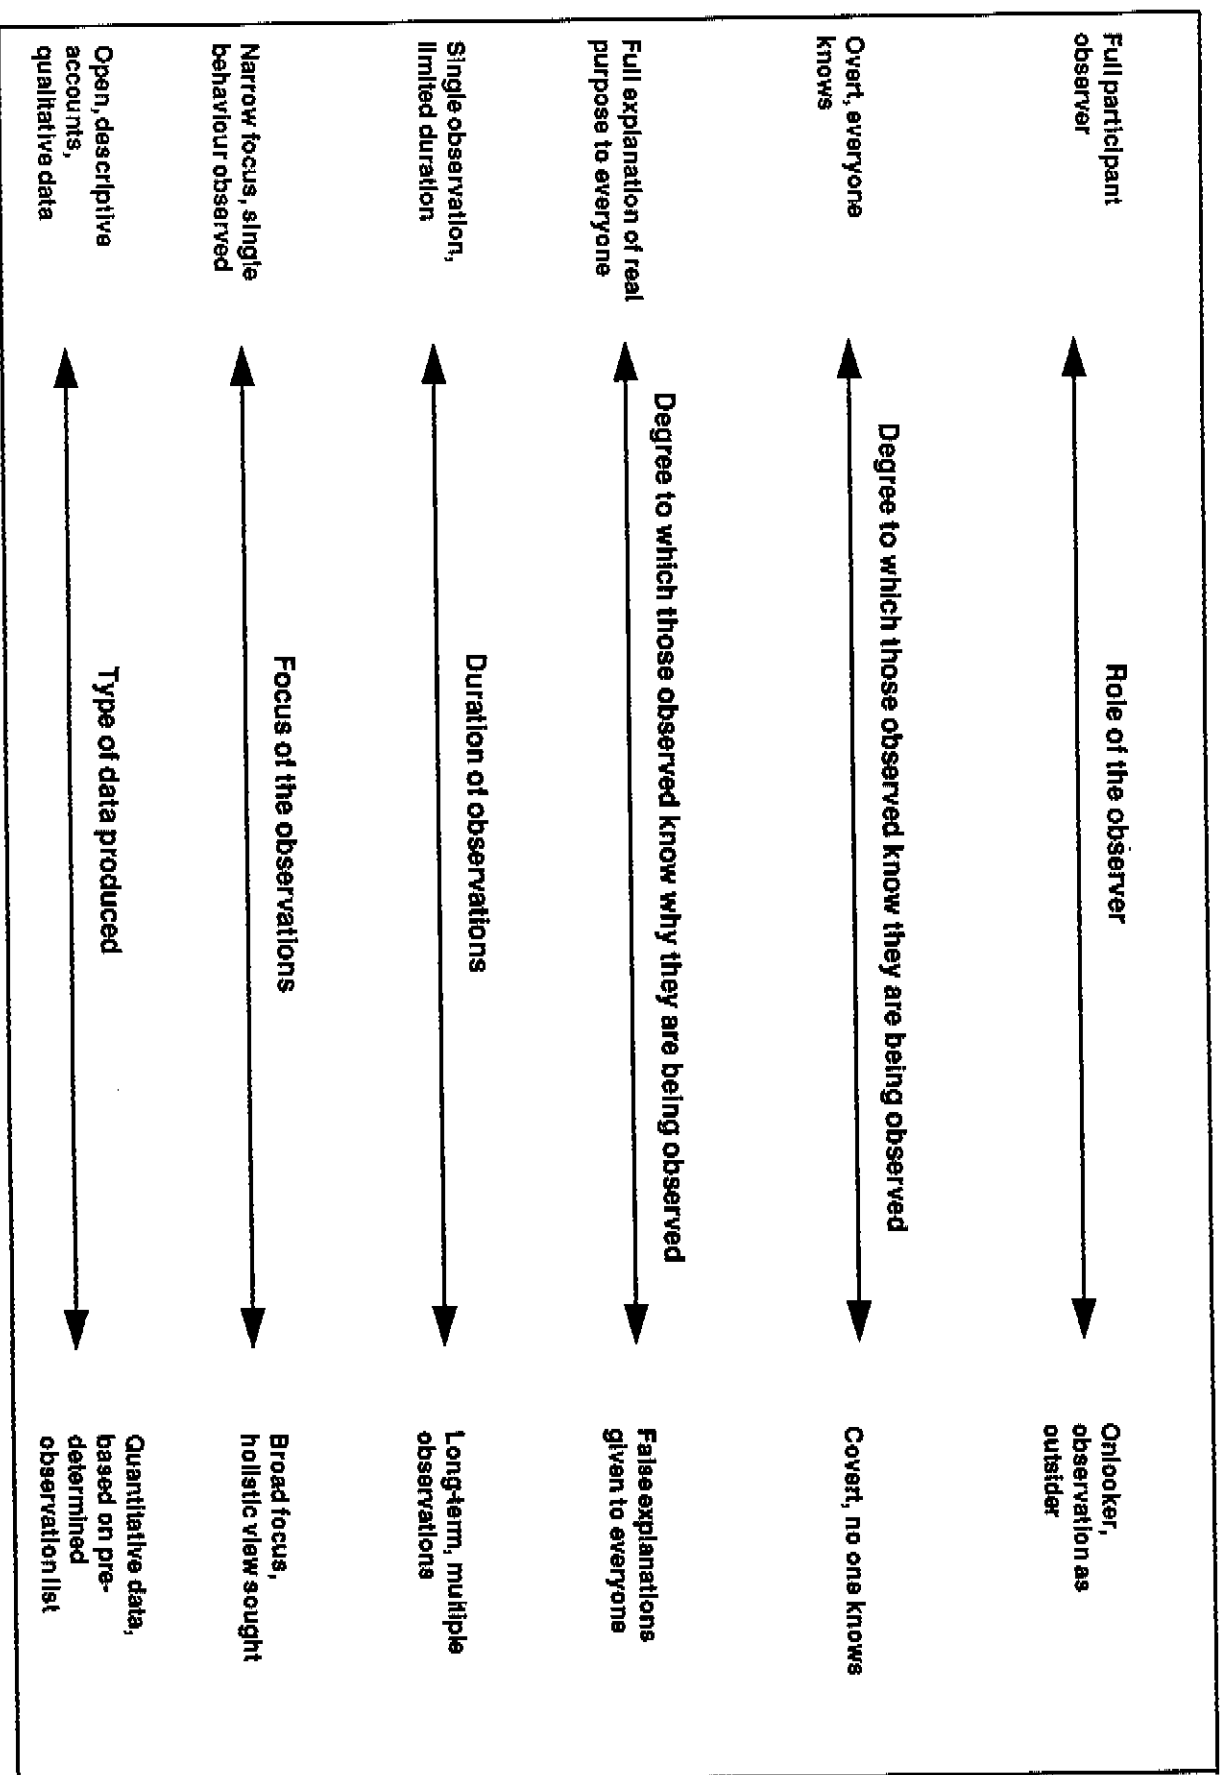 Role of the observer
Full participant
observer
Onlooker,
observation as
outsider
Degree to which those observed know they are being observed
Overt, everyone
knows
Covert, no one knows
Degree to which those observed know why they are being observed
Full explanation of real
purpose to everyone
False explanations
given to everyone
Duration of observations
Single observation,
limited duration
Long-term, multiple
observations
Focus of the observations
Narrow focus, single
behaviour observed
Broad focus,
holistic view sought
Type of data produced
Open, descriptive
accounts,
qualitative data
Quantitative data,
based on pre-
determined
observation list